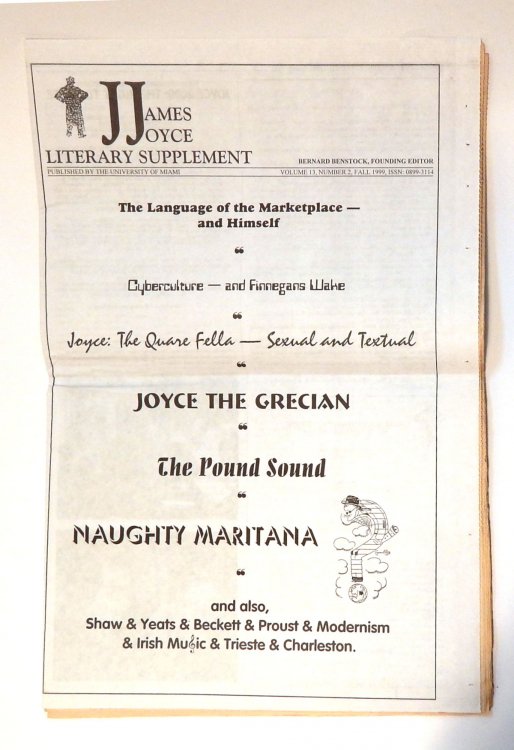 JAMES
JOYCE
LITERARY SUPPLEMENT
BERNARD BENSTOCK, FOUNDING EDITOR
PUBLISHED BY THE UNIVERSITY OF MIAMI
VOLUME 13, NUMBER 2, FALL 1999, ISSN: 0899-3114
The Language of the Marketplace —
and Himself
❝
Cyberculture — and Finnegans Wake
❝
Joyce: The Quare Fella — Sexual and Textual
❝
JOYCE THE GRECIAN
❝
The Pound Sound
❝
NAUGHTY MARITANA
❝
and also,
Shaw & Yeats & Beckett & Proust & Modernism
& Irish Music & Trieste & Charleston.